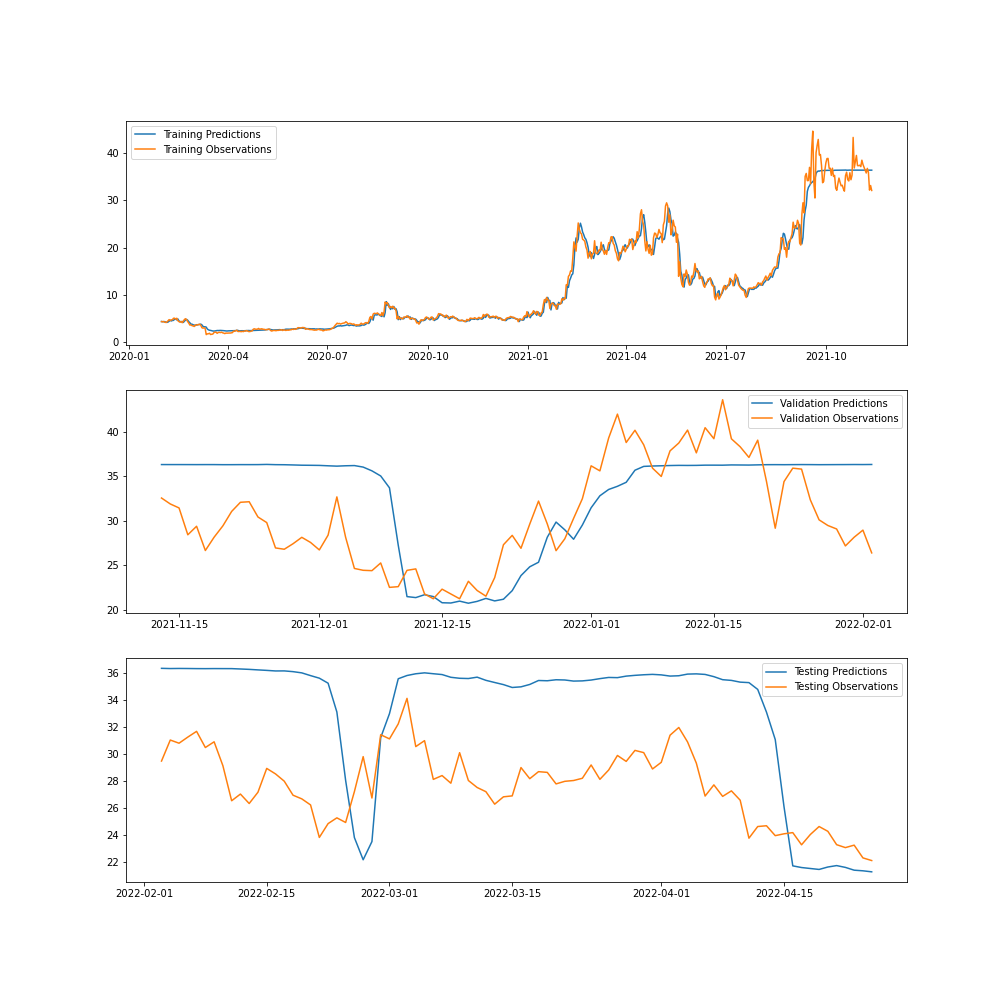 Training Predictions
Training Observations
40
30
20
10
0
2020-01 2020-04 2020-07 2020-10 2021-01 2021-04 2021-07 2021-10
Validation Predictions
Validation Observations
40
35
30
25
20
2021-11-15 2021-12-01 2021-12-15 2022-01-01 2022-01-15 2022-02-01
Testing Predictions
Testing Observations
36
34
32
30
28
26
24
22
2022-02-01 2022-02-15 2022-03-01 2022-03-15 2022-04-01 2022-04-15